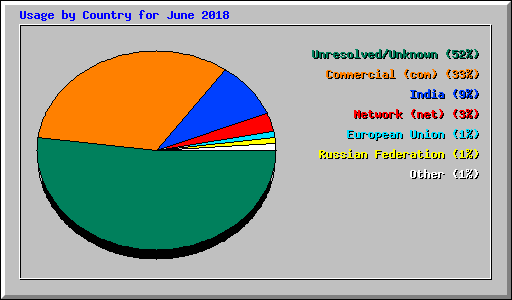 Usage by Country for June 2018
Unresolved/Unknown (52%)
Commercial (com) (33%)
India (9%)
Network (net) (3%)
European Union (1%)
Russian Federation (1%)
Other (1%)